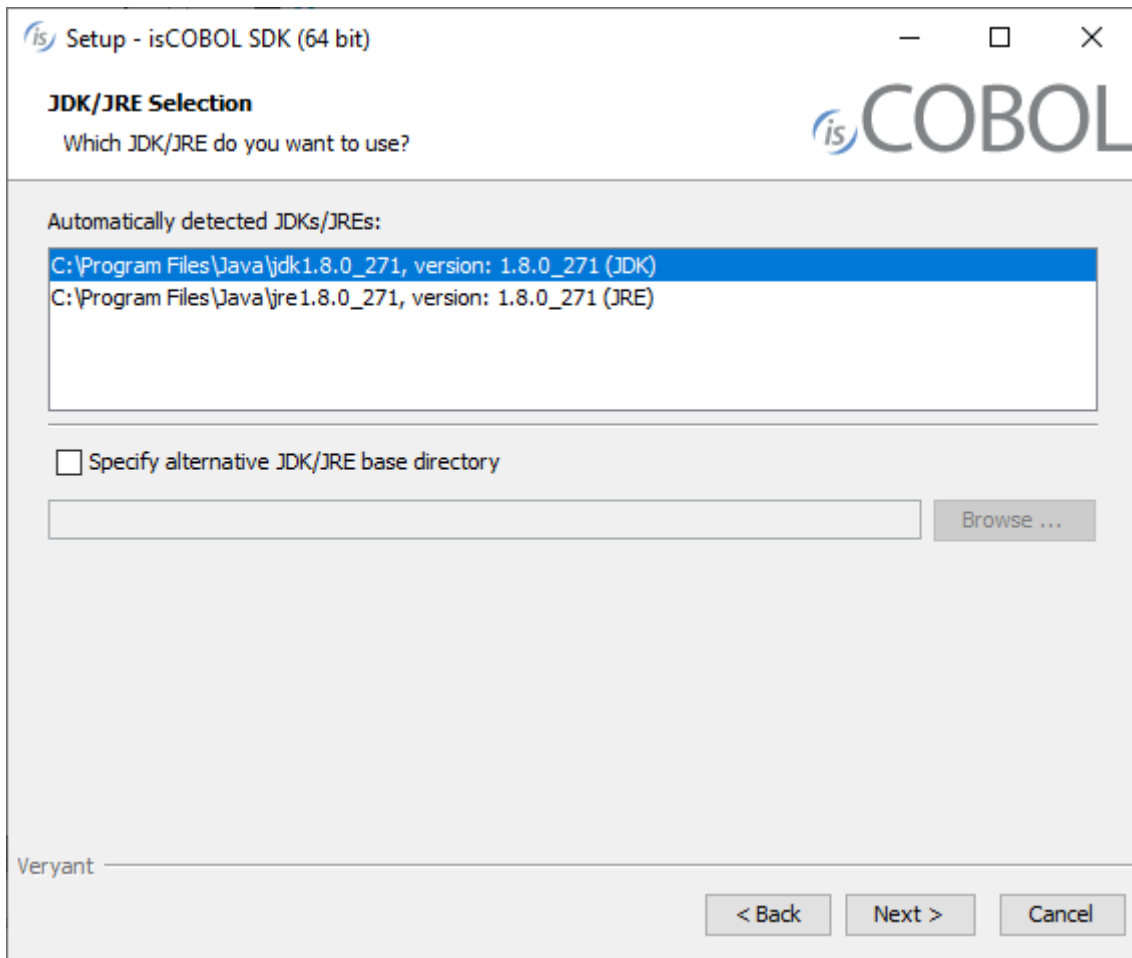 is Setup - isCOBOL SDK (64 bit)
JDK/JRE Selection
Which JDK/JRE do you want to use?
is COBOL
Automatically detected JDKs/JREs:
C:\Program Files\Java\jdk1.8.0_271, version: 1.8.0_271 (JDK)
C:\Program Files\Java\jre1.8.0_271, version: 1.8.0_271 (JRE)
Specify alternative JDK/JRE base directory
Browse ...
Veryant
< Back Next > Cancel